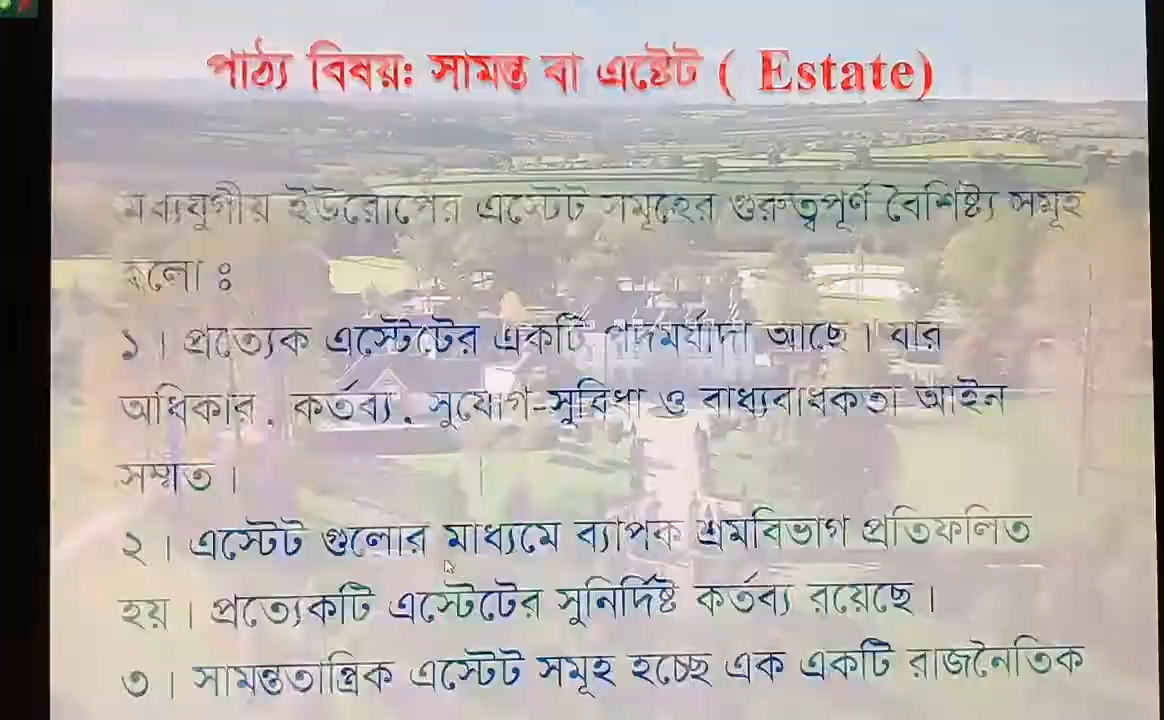 পাঠ্য বিষয়ঃ সামন্ত বা এষ্টেট ( Estate)
মধ্যযুগীয় ইউরোপের এস্টেট সমূহের গুরুত্বপূর্ণ বৈশিষ্ট্য সমূহ
হলো ঃ
১ । প্রত্যেক এস্টেটের একটি পদমর্যাদা আছে । যার
অধিকার, কর্তব্য, সুযোগ-সুবিধা ও বাধ্যবাধকতা আইন
সম্মত ।
২ । এস্টেট গুলোর মাধ্যমে ব্যাপক শ্রমবিভাগ প্রতিফলিত
হয় । প্রত্যেকটি এস্টেটের সুনির্দিষ্ট কর্তব্য রয়েছে ।
৩ । সামন্ততান্ত্রিক এস্টেট সমূহ হচ্ছে এক একটি রাজনৈতিক